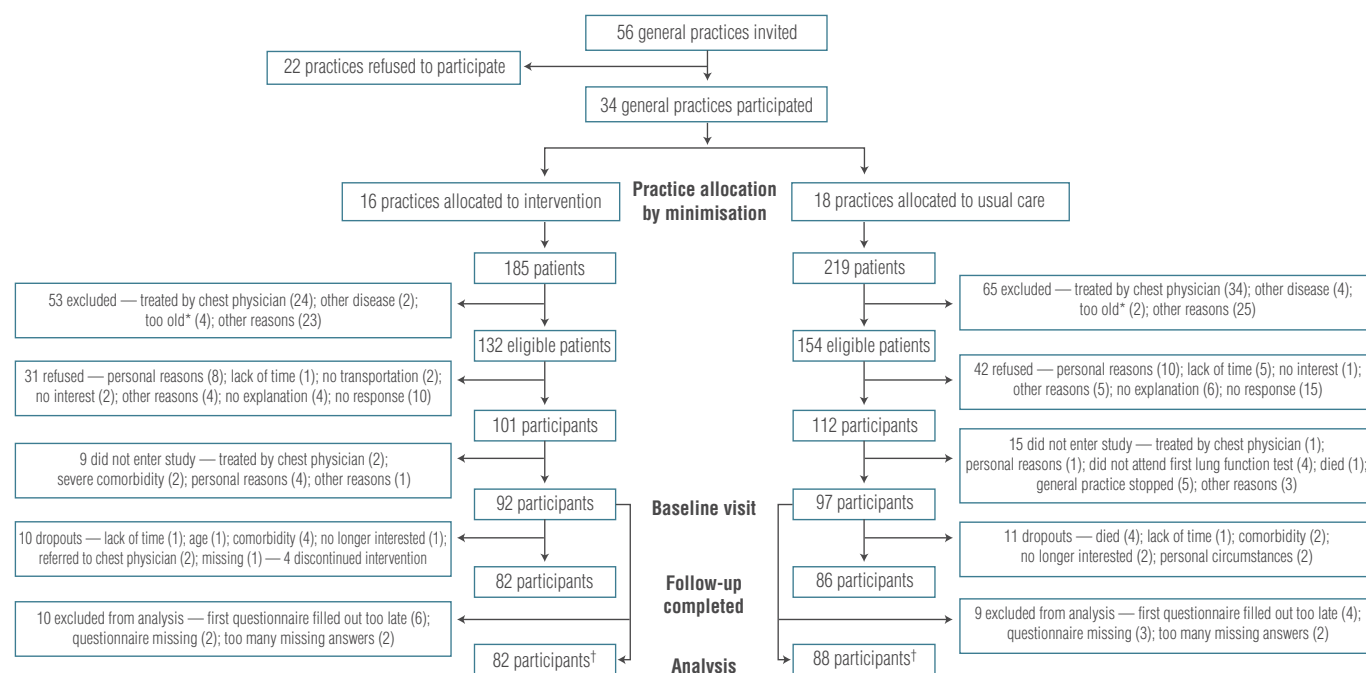 56 general practices invited
22 practices refused to participate
34 general practices participated
Practice allocation
by minimisation
16 practices allocated to intervention
18 practices allocated to usual care
185 patients
219 patients
53 excluded — treated by chest physician (24); other disease (2);
too old* (4); other reasons (23)
65 excluded — treated by chest physician (34); other disease (4);
too old* (2); other reasons (25)
132 eligible patients
154 eligible patients
31 refused — personal reasons (8); lack of time (1); no transportation (2);
no interest (2); other reasons (4); no explanation (4); no response (10)
42 refused — personal reasons (10); lack of time (5); no interest (1);
other reasons (5); no explanation (6); no response (15)
101 participants
112 participants
9 did not enter study — treated by chest physician (2);
severe comorbidity (2); personal reasons (4); other reasons (1)
15 did not enter study — treated by chest physician (1);
personal reasons (1); did not attend first lung function test (4); died (1);
general practice stopped (5); other reasons (3)
92 participants
Baseline visit
97 participants
10 dropouts — lack of time (1); age (1); comorbidity (4); no longer interested (1);
referred to chest physician (2); missing (1) — 4 discontinued intervention
11 dropouts — died (4); lack of time (1); comorbidity (2);
no longer interested (2); personal circumstances (2)
82 participants
Follow-up
completed
86 participants
10 excluded from analysis — first questionnaire filled out too late (6);
questionnaire missing (2); too many missing answers (2)
9 excluded from analysis — first questionnaire filled out too late (4);
questionnaire missing (3); too many missing answers (2)
82 participants†
Analysis
88 participants†